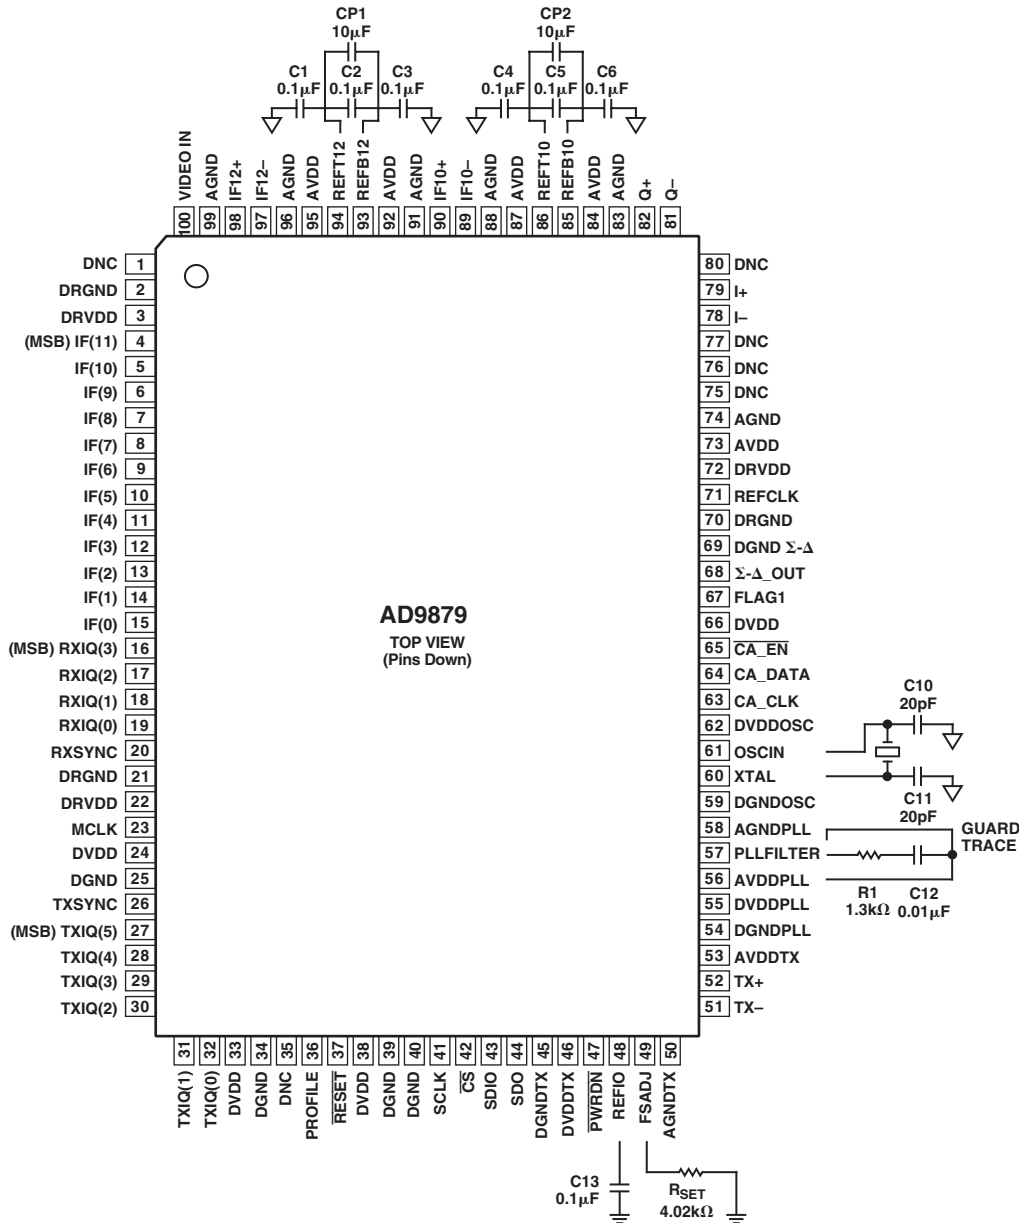 CP1
10μF
CP2
10μF
C1
0.1μF
C2
0.1μF
C3
0.1μF
C4
0.1μF
C5
0.1μF
C6
0.1μF
VIDEO IN
AGND
IF12+
IF12–
AGND
AVDD
REFT12
REFB12
AVDD
AGND
IF10+
IF10–
AGND
AVDD
REFT10
REFB10
AVDD
AGND
Q+
Q–
100 99 98 97 96 95 94 93 92 91 90 89 88 87 86 85 84 83 82 81
DNC 1
DRGND 2
DRVDD 3
(MSB) IF(11) 4
IF(10) 5
IF(9) 6
IF(8) 7
IF(7) 8
IF(6) 9
IF(5) 10
IF(4) 11
IF(3) 12
IF(2) 13
IF(1) 14
IF(0) 15
(MSB) RXIQ(3) 16
RXIQ(2) 17
RXIQ(1) 18
RXIQ(0) 19
RXSYNC 20
DRGND 21
DRVDD 22
MCLK 23
DVDD 24
DGND 25
TXSYNC 26
(MSB) TXIQ(5) 27
TXIQ(4) 28
TXIQ(3) 29
TXIQ(2) 30
AD9879
TOP VIEW
(Pins Down)
80 DNC
79 I+
78 I–
77 DNC
76 DNC
75 DNC
74 AGND
73 AVDD
72 DRVDD
71 REFCLK
70 DRGND
69 DGND Σ-Δ
68 Σ-Δ_OUT
67 FLAG1
66 DVDD
65 CA_EN
64 CA_DATA
63 CA_CLK
62 DVDDOSC
61 OSCIN
60 XTAL
59 DGNDOSC
58 AGNDPLL
57 PLLFILTER
56 AVDDPLL
55 DVDDPLL
54 DGNDPLL
53 AVDDTX
52 TX+
51 TX–
C10
20pF
C11
20pF
GUARD
TRACE
R1
1.3kΩ
C12
0.01μF
31 32 33 34 35 36 37 38 39 40 41 42 43 44 45 46 47 48 49 50
TXIQ(1)
TXIQ(0)
DVDD
DGND
DNC
PROFILE
RESET
DVDD
DGND
DGND
SCLK
CS
SDIO
SDO
DGNDTX
DVDDTX
PWRDN
REFIO
FSADJ
AGNDTX
C13
0.1μF
RSET
4.02kΩ